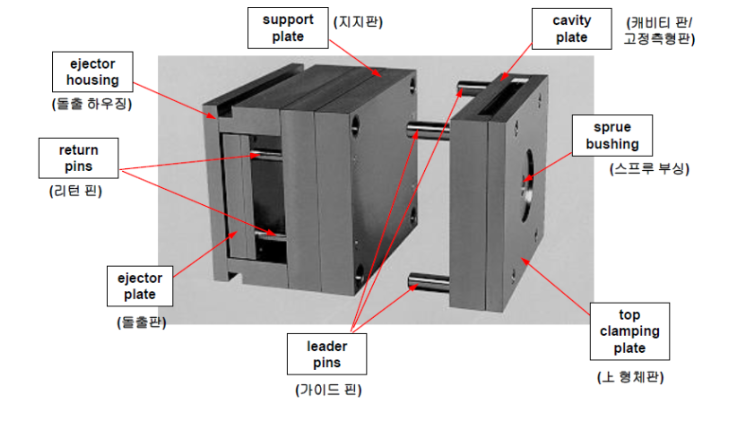 support
plate
(지지판)
cavity
plate
(캐비티 판/
고정측형판)
ejector
housing
(돌출 하우징)
return
pins
(리턴 핀)
sprue
bushing
(스프루 부싱)
ejector
plate
(돌출판)
leader
pins
(가이드 핀)
top
clamping
plate
(上 형체판)